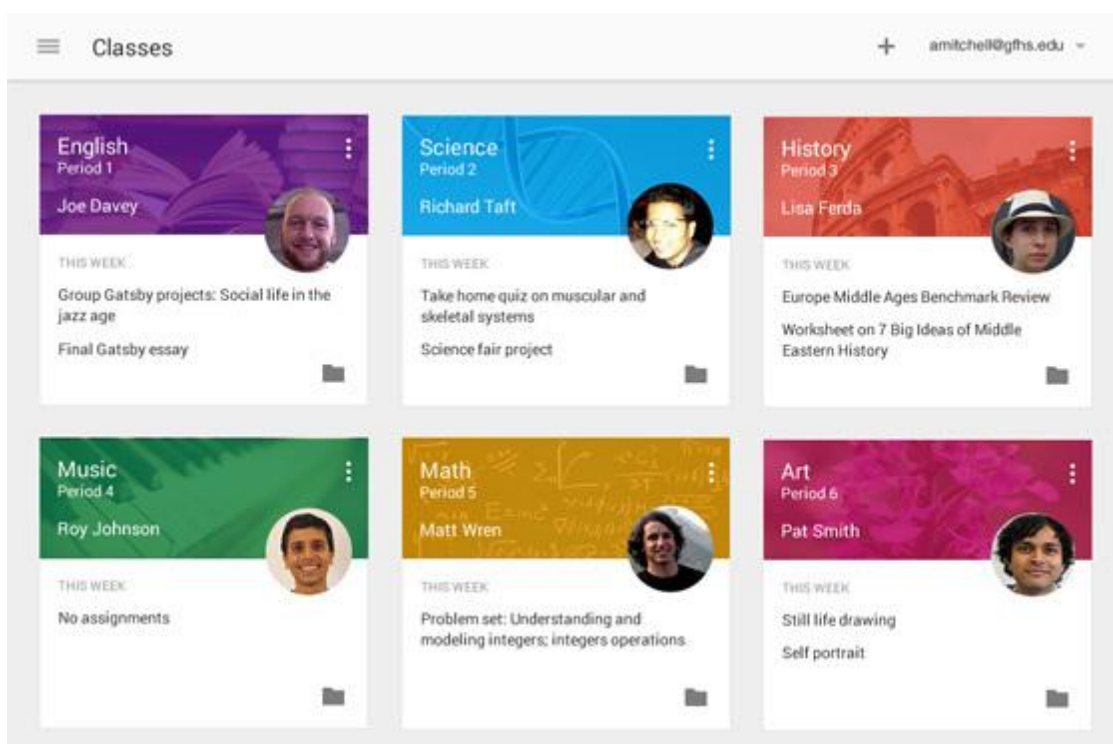 Classes
+ amitchell@gfhs.edu
English
Period 1
Joe Davey
THIS WEEK
Group Gatsby projects: Social life in the
jazz age
Final Gatsby essay
Science
Period 2
Richard Taft
THIS WEEK
Take home quiz on muscular and
skeletal systems
Science fair project
History
Period 3
Lisa Ferda
THIS WEEK
Europe Middle Ages Benchmark Review
Worksheet on 7 Big Ideas of Middle
Eastern History
Music
Period 4
Roy Johnson
THIS WEEK
No assignments
Math
Period 5
Matt Wren
THIS WEEK
Problem set: Understanding and
modeling integers; integers operations
Art
Period 6
Pat Smith
THIS WEEK
Still life drawing
Self portrait